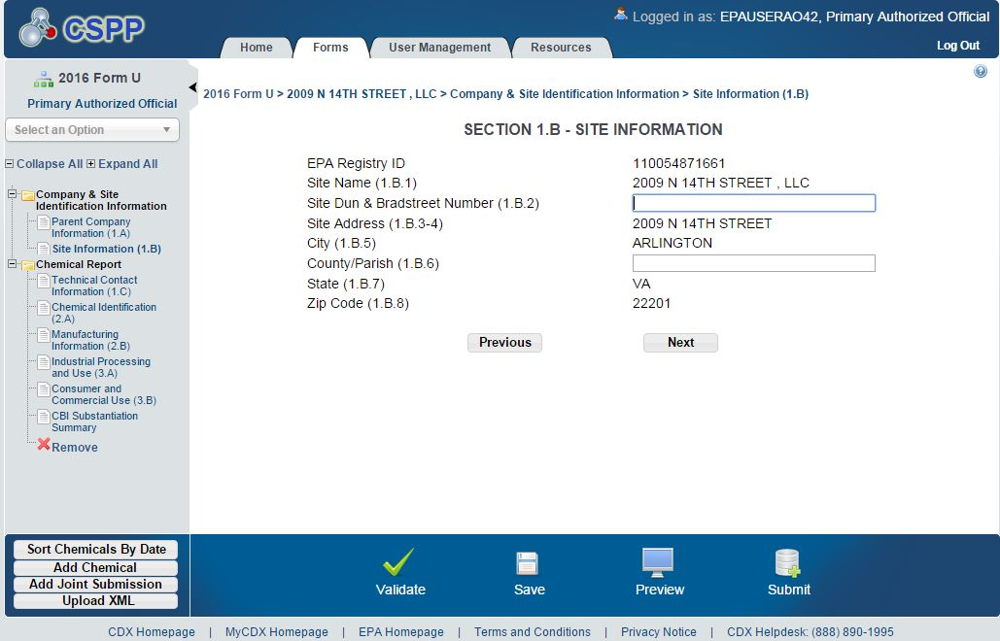 CSPP
Logged in as: EPAUSERAO42, Primary Authorized Official
Home
Forms
User Management
Resources
Log Out
2016 Form U
Primary Authorized Official
Select an Option
Collapse All Expand All
Company & Site
Identification Information
Parent Company
Information (1.A)
Site Information (1.B)
Chemical Report
Technical Contact
Information (1.C)
Chemical Identification
(2.A)
Manufacturing
Information (2.B)
Industrial Processing
and Use (3.A)
Consumer and
Commercial Use (3.B)
CBI Substantiation
Summary
Remove
2016 Form U > 2009 N 14TH STREET , LLC > Company & Site Identification Information > Site Information (1.B)
SECTION 1.B - SITE INFORMATION
EPA Registry ID 110054871661
Site Name (1.B.1) 2009 N 14TH STREET , LLC
Site Dun & Bradstreet Number (1.B.2)
Site Address (1.B.3-4) 2009 N 14TH STREET
City (1.B.5) ARLINGTON
County/Parish (1.B.6)
State (1.B.7) VA
Zip Code (1.B.8) 22201
Previous Next
Sort Chemicals By Date
Add Chemical
Add Joint Submission
Upload XML
Validate Save Preview Submit
CDX Homepage | MyCDX Homepage | EPA Homepage | Terms and Conditions | Privacy Notice | CDX Helpdesk: (888) 890-1995